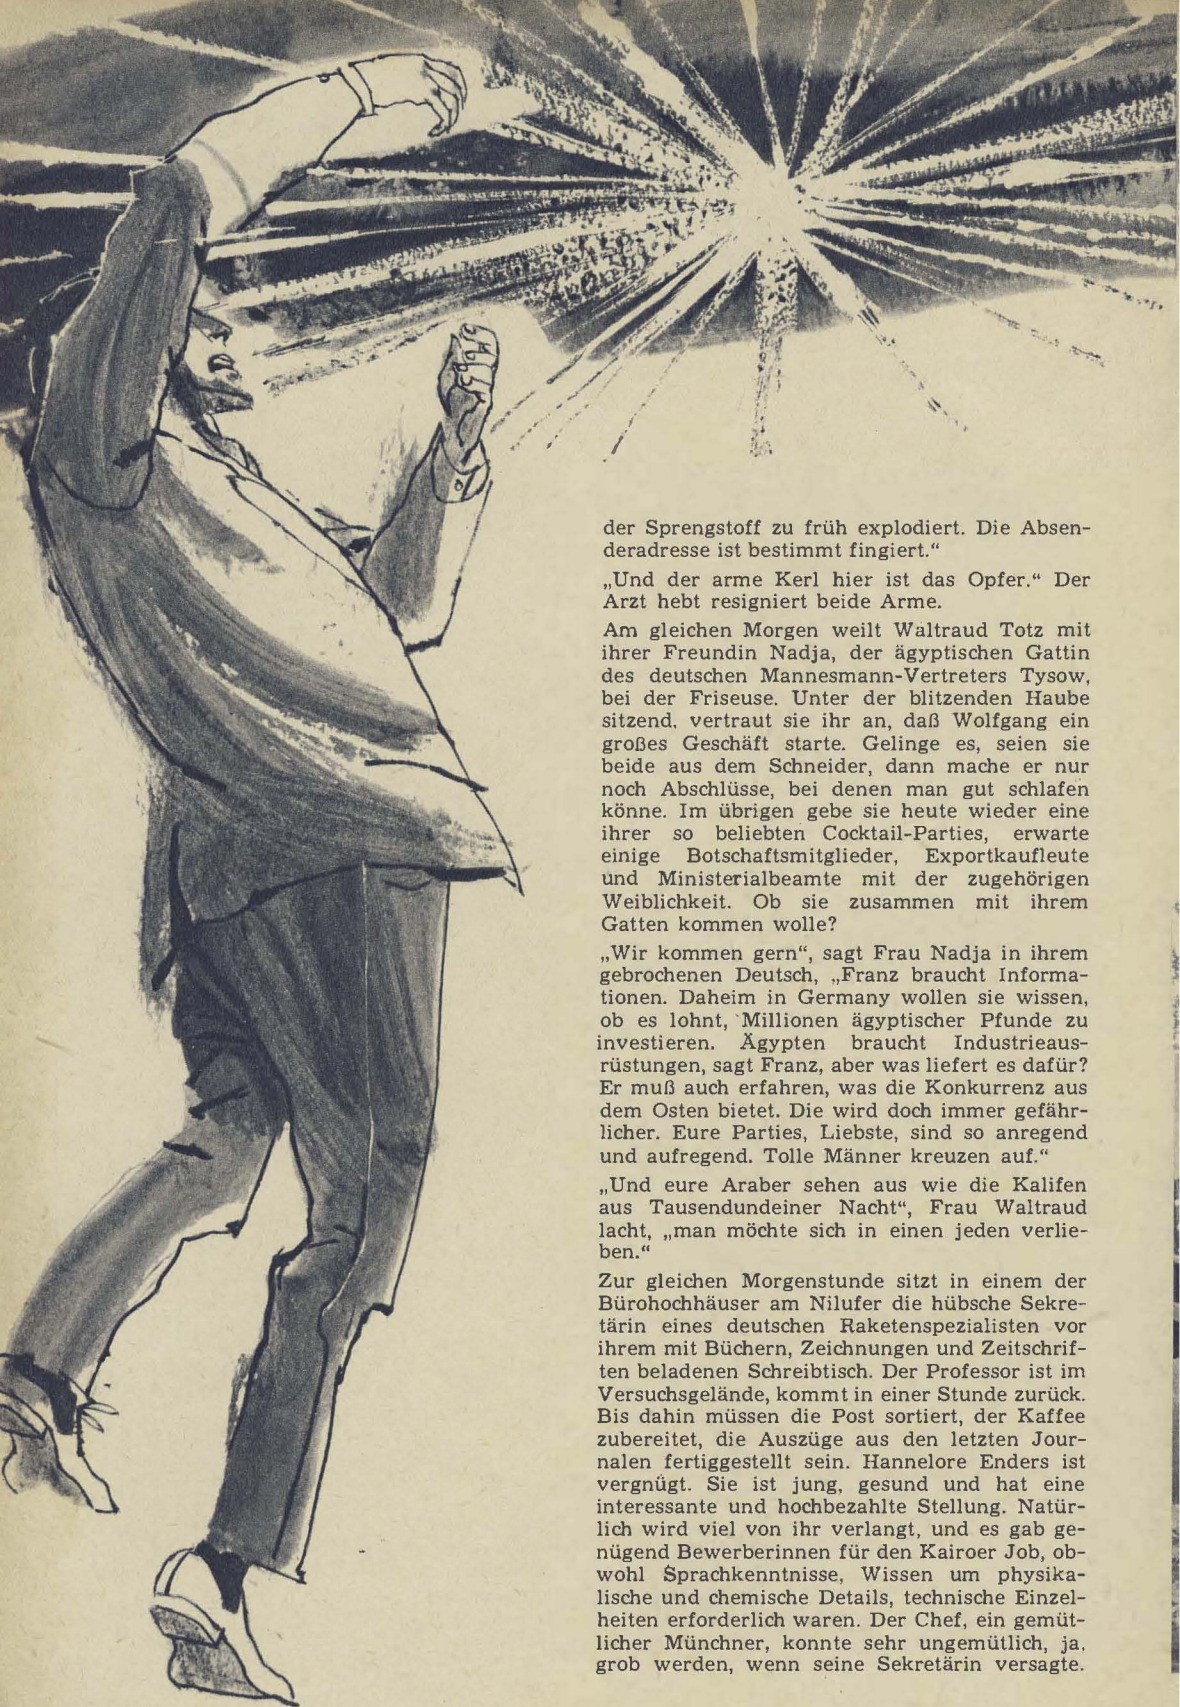 der Sprengstoff zu früh explodiert. Die Absen-
deradresse ist bestimmt fingiert.“
„Und der arme Kerl hier ist das Opfer.“ Der
Arzt hebt resigniert beide Arme.
Am gleichen Morgen weilt Waltraud Totz mit
ihrer Freundin Nadja, der ägyptischen Gattin
des deutschen Mannesmann-Vertreters Tysow,
bei der Friseuse. Unter der blitzenden Haube
sitzend, vertraut sie ihr an, daß Wolfgang ein
großes Geschäft starte. Gelinge es, seien sie
beide aus dem Schneider, dann mache er nur
noch Abschlüsse, bei denen man gut schlafen
könne. Im übrigen gebe sie heute wieder eine
ihrer so beliebten Cocktail-Parties, erwarte
einige Botschaftsmitglieder, Exportkaufleute
und Ministerialbeamte mit der zugehörigen
Weiblichkeit. Ob sie zusammen mit ihrem
Gatten kommen wolle?
„Wir kommen gern“, sagt Frau Nadja in ihrem
gebrochenen Deutsch, „Franz braucht Informa-
tionen. Daheim in Germany wollen sie wissen,
ob es lohnt, Millionen ägyptischer Pfunde zu
investieren. Ägypten braucht Industrieaus-
rüstungen, sagt Franz, aber was liefert es dafür?
Er muß auch erfahren, was die Konkurrenz aus
dem Osten bietet. Die wird doch immer gefähr-
licher. Eure Parties, Liebste, sind so anregend
und aufregend. Tolle Männer kreuzen auf.“
„Und eure Araber sehen aus wie die Kalifen
aus Tausendundeiner Nacht“, Frau Waltraud
lacht, „man möchte sich in einen jeden verlie-
ben.“
Zur gleichen Morgenstunde sitzt in einem der
Bürohochhäuser am Nilufer die hübsche Sekre-
tärin eines deutschen Raketenspezialisten vor
ihrem mit Büchern, Zeichnungen und Zeitschrif-
ten beladenen Schreibtisch. Der Professor ist im
Versuchsgelände, kommt in einer Stunde zurück.
Bis dahin müssen die Post sortiert, der Kaffee
zubereitet, die Auszüge aus den letzten Jour-
nalen fertiggestellt sein. Hannelore Enders ist
vergnügt. Sie ist jung, gesund und hat eine
interessante und hochbezahlte Stellung. Natür-
lich wird viel von ihr verlangt, und es gab ge-
nügend Bewerberinnen für den Kairoer Job, ob-
wohl Sprachkenntnisse, Wissen um physika-
lische und chemische Details, technische Einzel-
heiten erforderlich waren. Der Chef, ein gemüt-
licher Münchner, konnte sehr ungemütlich, ja,
grob werden, wenn seine Sekretärin versagte.